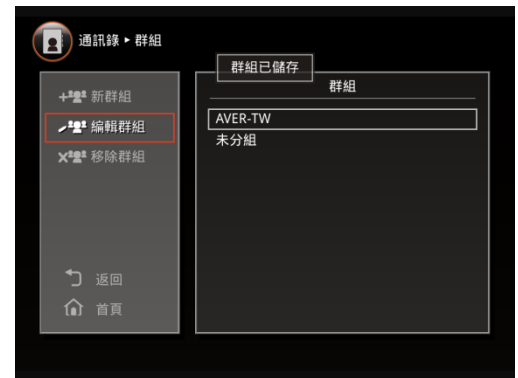 通訊錄 ▸ 群組
群組已儲存
群組
新群組
編輯群組
移除群組
返回
首頁
AVER-TW
未分組